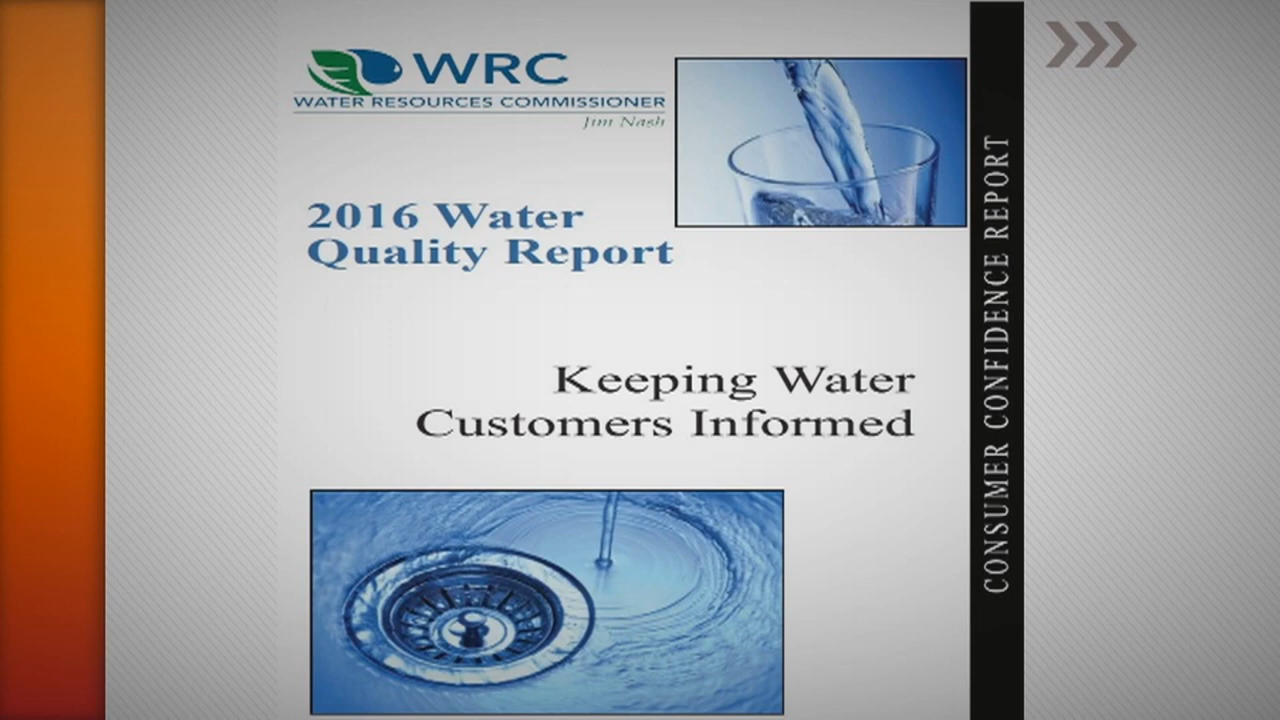 WRC
WATER RESOURCES COMMISSIONER
Jim Nash
2016 Water
Quality Report
Keeping Water
Customers Informed
CONSUMER CONFIDENCE REPORT